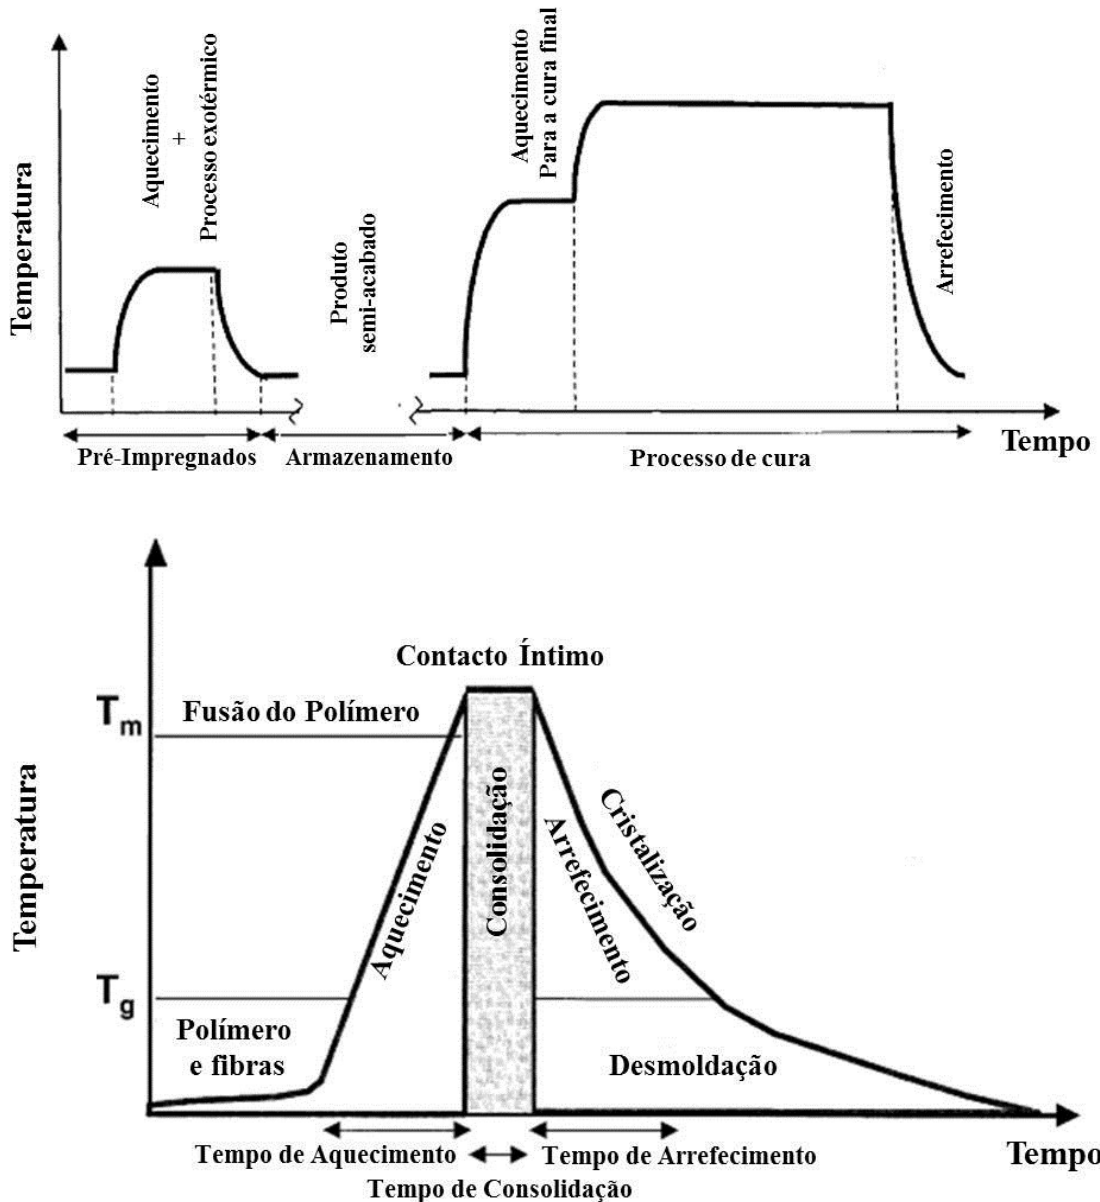 Temperatura
Aquecimento
+
Processo exotérmico
Produto
semi-acabado
Aquecimento
Para a cura final
Arrefecimento
Tempo
Pré-Impregnados
Armazenamento
Processo de cura
Temperatura
Contacto Íntimo
Tm
Fusão do Polímero
Aquecimento
Consolidação
Arrefecimento
Cristalização
Tg
Polímero
e fibras
Desmoldação
Tempo de Aquecimento
Tempo de Arrefecimento
Tempo
Tempo de Consolidação